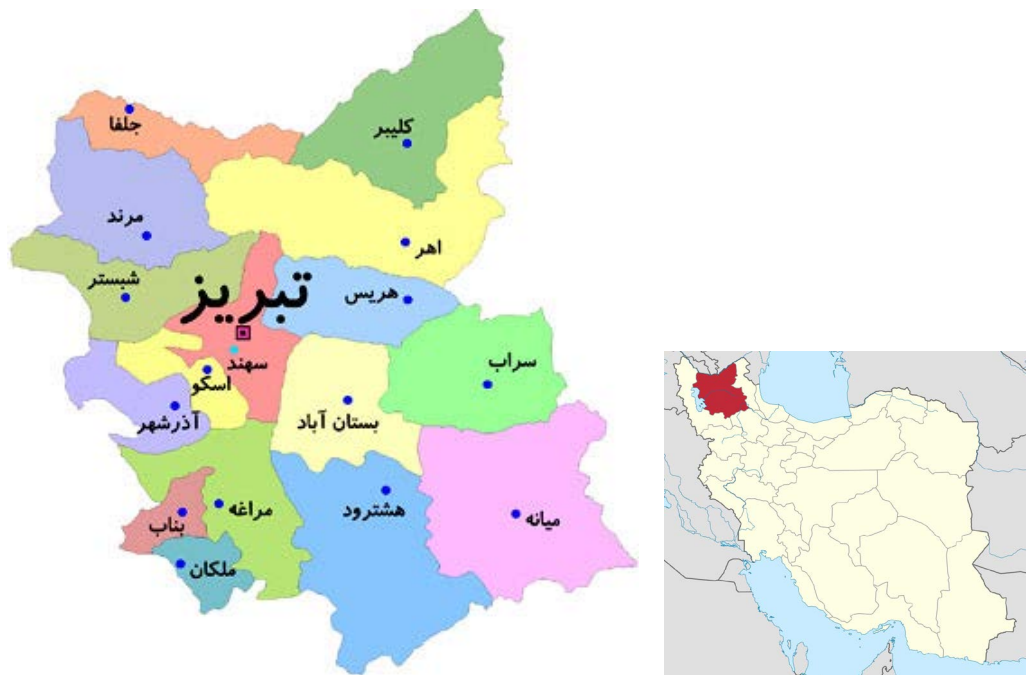 جلفا
کلیبر
مرند
اهر
شبستر
تبریز
هریس
سهند
سراب
اسکو
آذرشهر
بستان آباد
مراغه
هشترود
میانه
بناب
ملکان